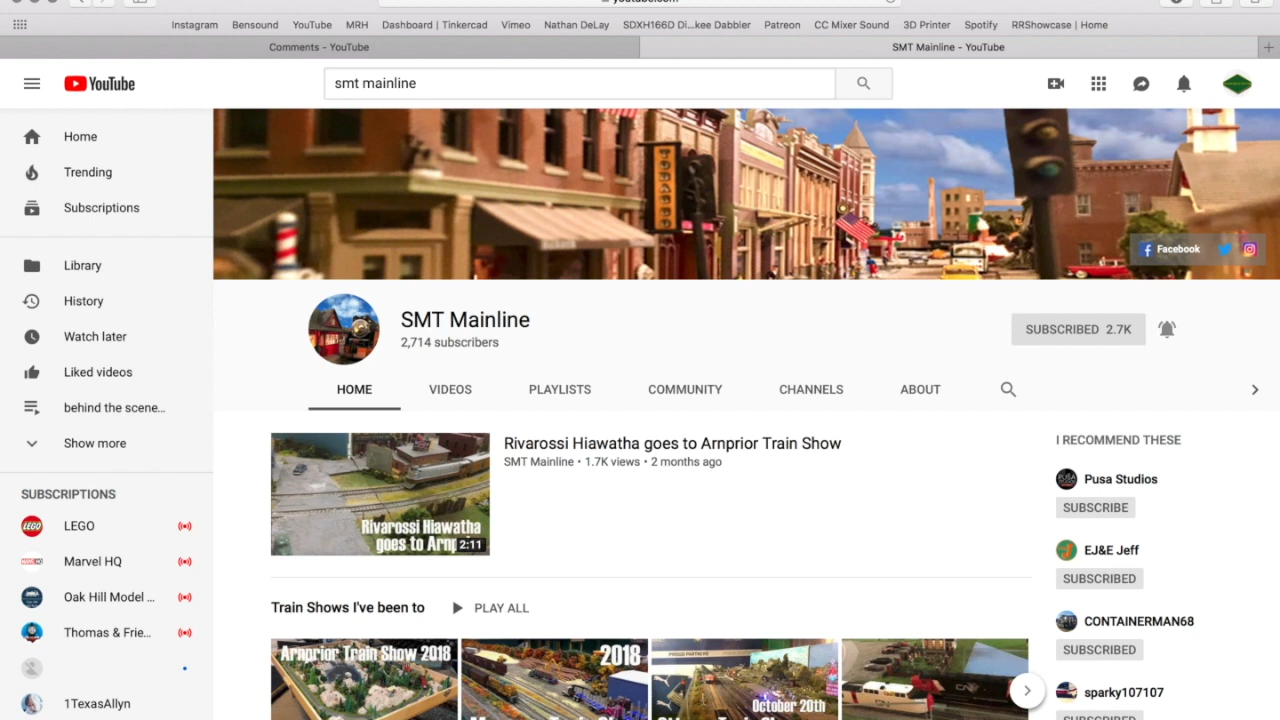 youtube.com
Instagram Bensound YouTube MRH Dashboard | Tinkercad Vimeo Nathan DeLay SDXH166D Di...kee Dabbler Patreon CC Mixer Sound 3D Printer Spotify RRShowcase | Home
Comments - YouTube SMT Mainline - YouTube
YouTube
smt mainline
Home
Trending
Subscriptions
Library
History
Watch later
Liked videos
behind the scene...
Show more
SUBSCRIPTIONS
LEGO
Marvel HQ
Oak Hill Model ...
Thomas & Frie...
1TexasAllyn
TOBACCO
Facebook
SMT Mainline
2,714 subscribers
SUBSCRIBED 2.7K
HOME VIDEOS PLAYLISTS COMMUNITY CHANNELS ABOUT
Rivarossi Hiawatha
goes to Arnp
2:11
Rivarossi Hiawatha goes to Arnprior Train Show
SMT Mainline • 1.7K views • 2 months ago
Train Shows I've been to PLAY ALL
Arnprior Train Show 2018
2018
October 20th
CN
I RECOMMEND THESE
Pusa Studios
SUBSCRIBE
EJ&E Jeff
SUBSCRIBED
CONTAINERMAN68
SUBSCRIBED
sparky107107
SUBSCRIBED